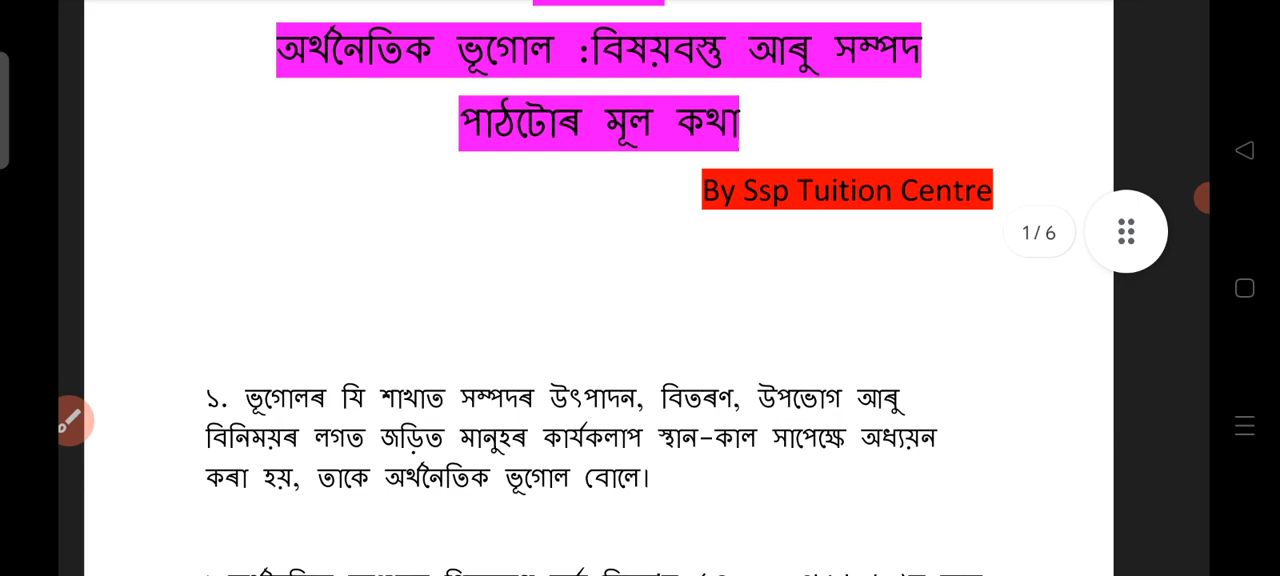 অৰ্থনৈতিক ভূগোল :বিষয়বস্তু আৰু সম্পদ
পাঠটোৰ মূল কথা
By Ssp Tuition Centre
1 / 6
১. ভূগোলৰ যি শাখাত সম্পদৰ উৎপাদন, বিতৰণ, উপভোগ আৰু
বিনিময়ৰ লগত জড়িত মানুহৰ কাৰ্যকলাপ স্থান-কাল সাপেক্ষে অধ্যয়ন
কৰা হয়, তাকে অৰ্থনৈতিক ভূগোল বোলে।